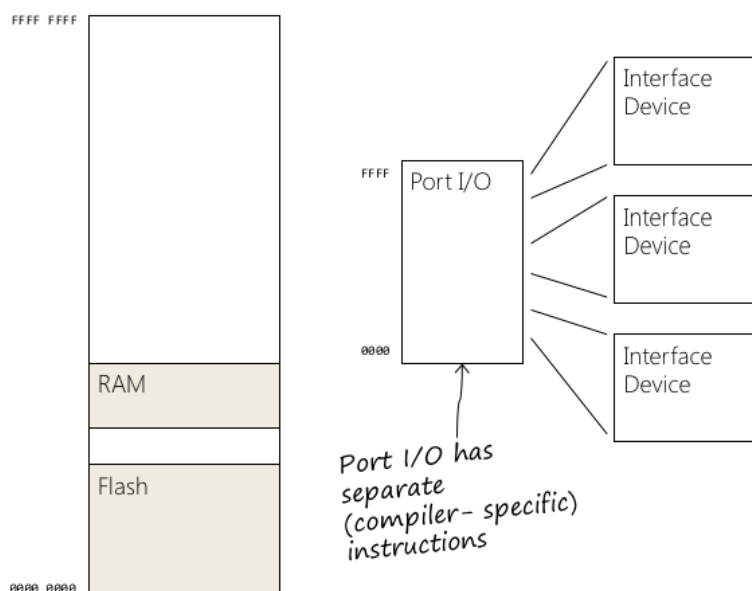 FFFF FFFF
RAM
Flash
0000 0000
FFFF
Port I/O
0000
Port I/O has
separate
(compiler- specific)
instructions
Interface
Device
Interface
Device
Interface
Device